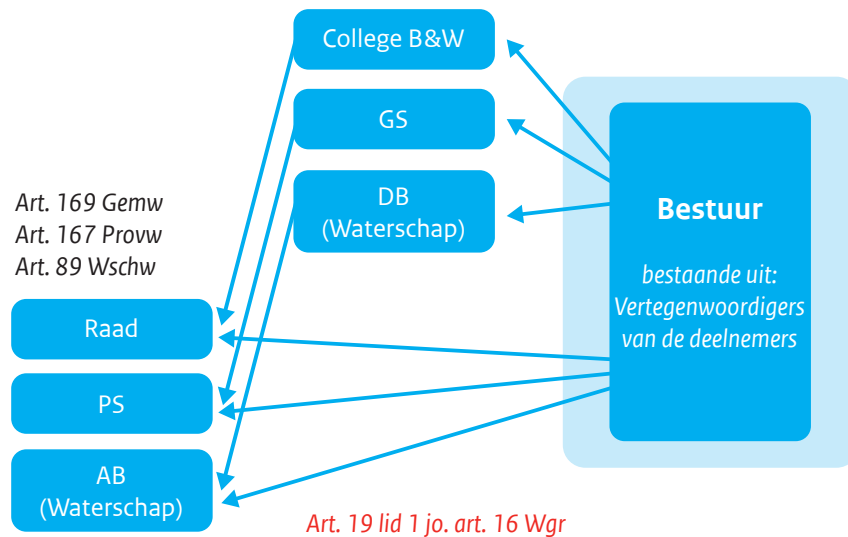 College B&W
GS
DB
(Waterschap)
Art. 169 Gemw
Art. 167 Provw
Art. 89 Wschw
Raad
PS
AB
(Waterschap)
Bestuur
bestaande uit:
Vertegenwoordigers
van de deelnemers
Art. 19 lid 1 jo. art. 16 Wgr